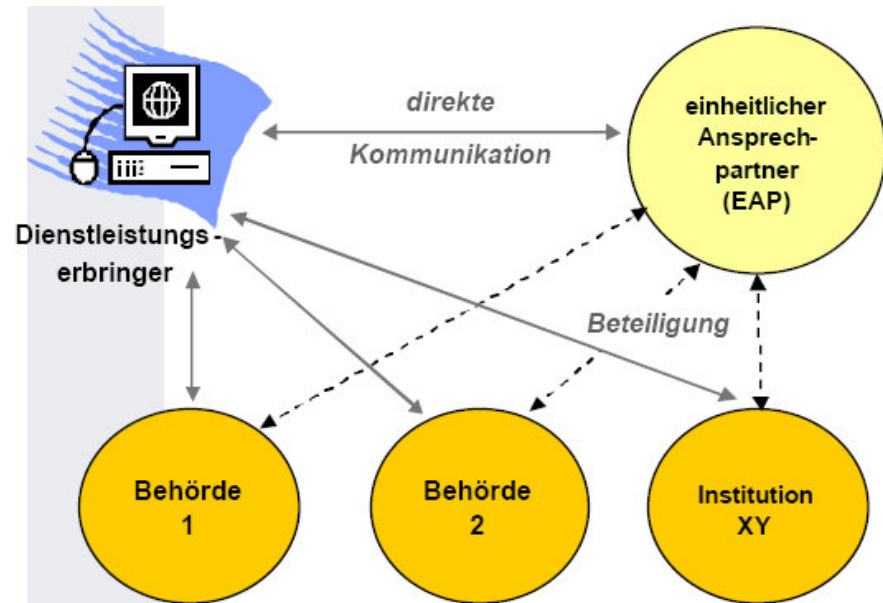 direkte
Kommunikation
einheitlicher
Ansprech-
partner
(EAP)
Dienstleistungs-
erbringer
Beteiligung
Behörde
1
Behörde
2
Institution
XY